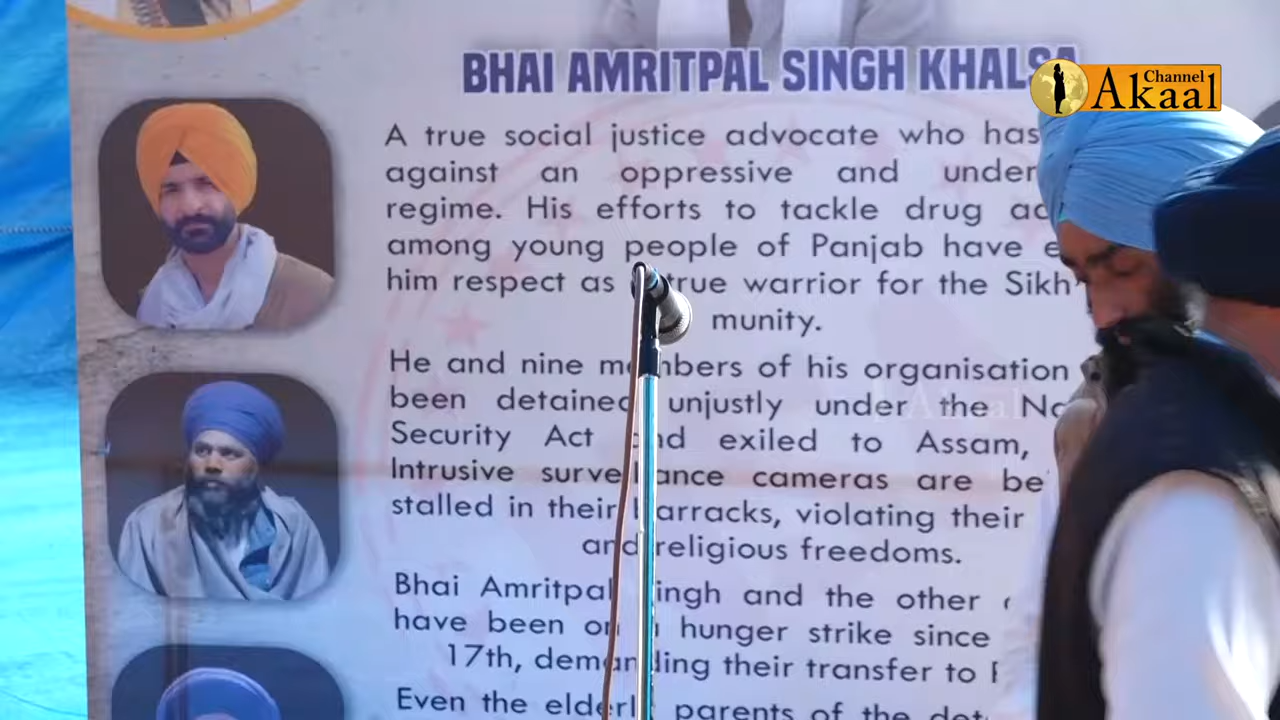 BHAI AMRITPAL SINGH KHALSA
Channel
Akaal
A true social justice advocate who has
against an oppressive and under
regime. His efforts to tackle drug
among young people of Panjab have
him respect as true warrior for the Sikh
munity.
He and nine members of his organisation
been detained unjustly under the
Security Act and exiled to Assam,
Intrusive surveillance cameras are be
stalled in their barracks, violating their
and religious freedoms.
Bhai Amritpal Singh and the other
have been on hunger strike since
17th, demanding their transfer to
Even the elderly parents of the
Akaal